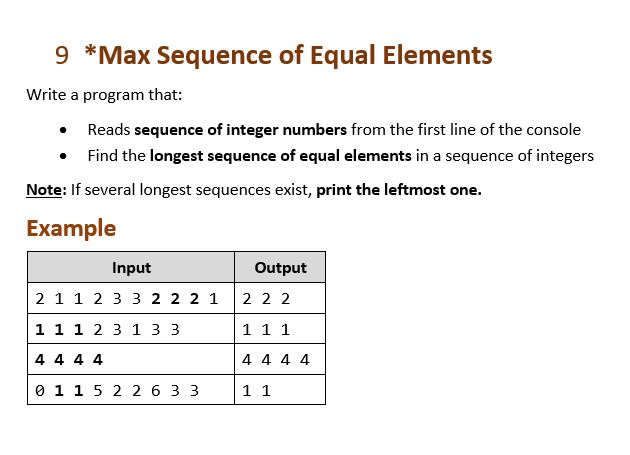 9 *Max Sequence of Equal Elements
Write a program that:
• Reads sequence of integer numbers from the first line of the console
• Find the longest sequence of equal elements in a sequence of integers
Note: If several longest sequences exist, print the leftmost one.
Example
Input Output
2 1 1 2 3 3 2 2 2 1 2 2 2
1 1 1 2 3 1 3 3 1 1 1
4 4 4 4 4 4 4 4
0 1 1 5 2 2 6 3 3 1 1